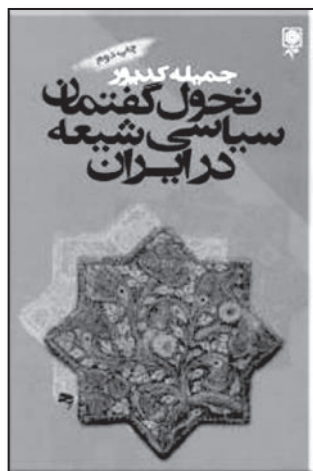 چاپ دوم
جمیله کدیور
تحول گفتمان
سیاسی شیعه
در ایران